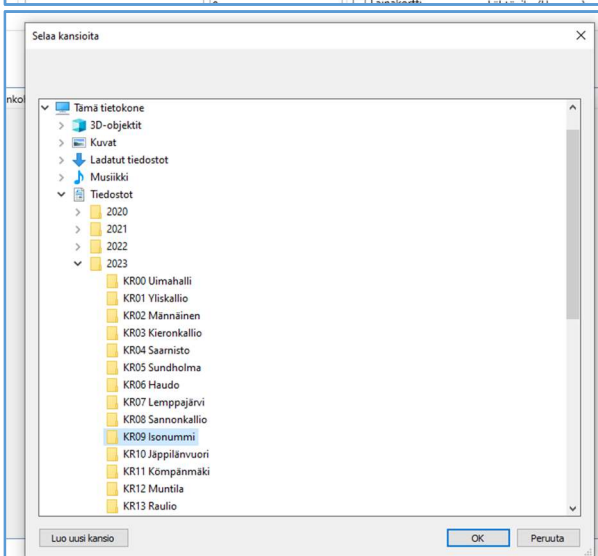 Selaa kansioita
nkol
Tämä tietokone
3D-objektit
Kuvat
Ladatut tiedostot
Musiikki
Tiedostot
2020
2021
2022
2023
KR00 Uimahalli
KR01 Yliskallio
KR02 Männäinen
KR03 Kieronkallio
KR04 Saarnisto
KR05 Sundholma
KR06 Haudo
KR07 Lemppajärvi
KR08 Sannonkallio
KR09 Isonummi
KR10 Jäppilänvuori
KR11 Kömpänmäki
KR12 Muntila
KR13 Raulio
Luo uusi kansio OK Peruuta